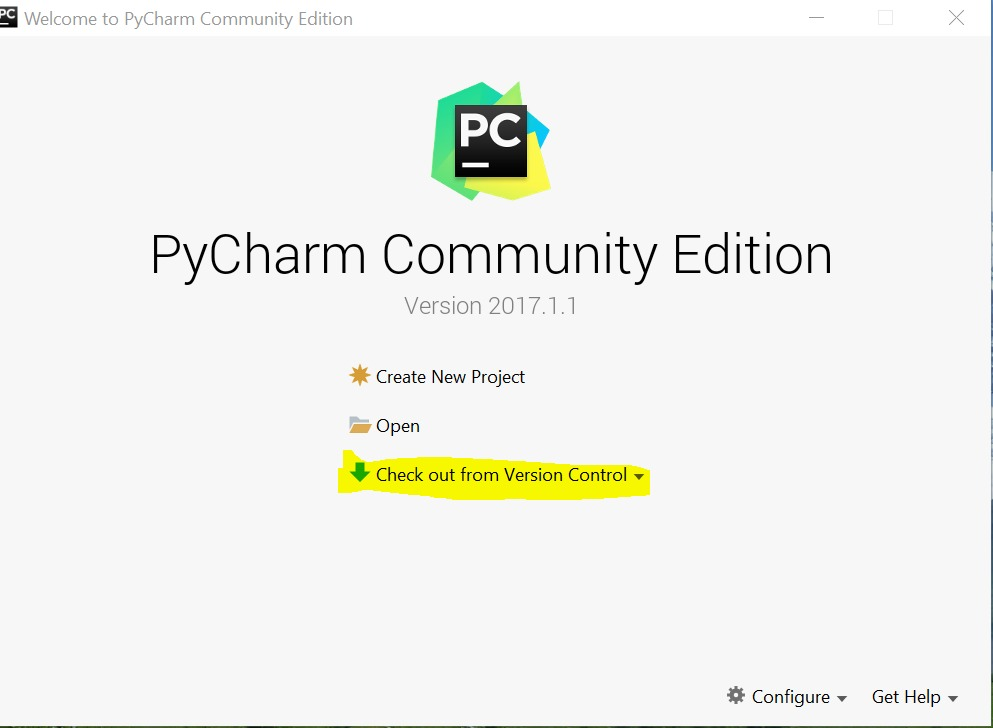 PC
Welcome to PyCharm Community Edition
PC
PyCharm Community Edition
Version 2017.1.1
Create New Project
Open
Check out from Version Control
Configure
Get Help